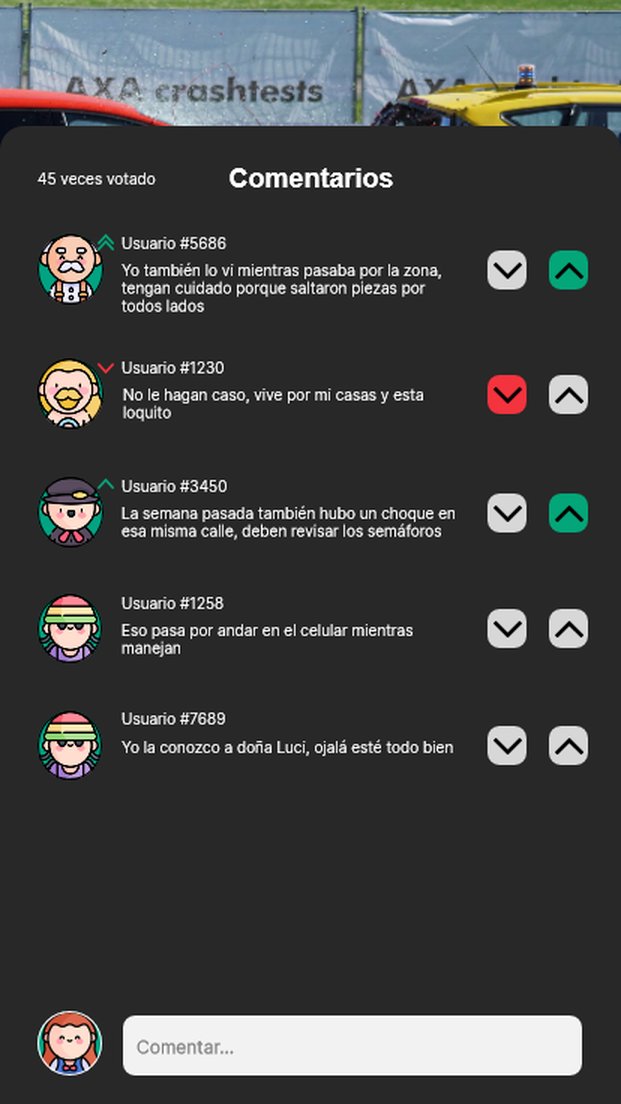 AXA crashtests
AXA
45 veces votado
Comentarios
Usuario #5686
Yo también lo vi mientras pasaba por la zona,
tengan cuidado porque saltaron piezas por
todos lados
Usuario #1230
No le hagan caso, vive por mi casas y esta
loquito
Usuario #3450
La semana pasada también hubo un choque en
esa misma calle, deben revisar los semáforos
Usuario #1258
Eso pasa por andar en el celular mientras
manejan
Usuario #7689
Yo la conozco a doña Luci, ojalá esté todo bien
Comentar...